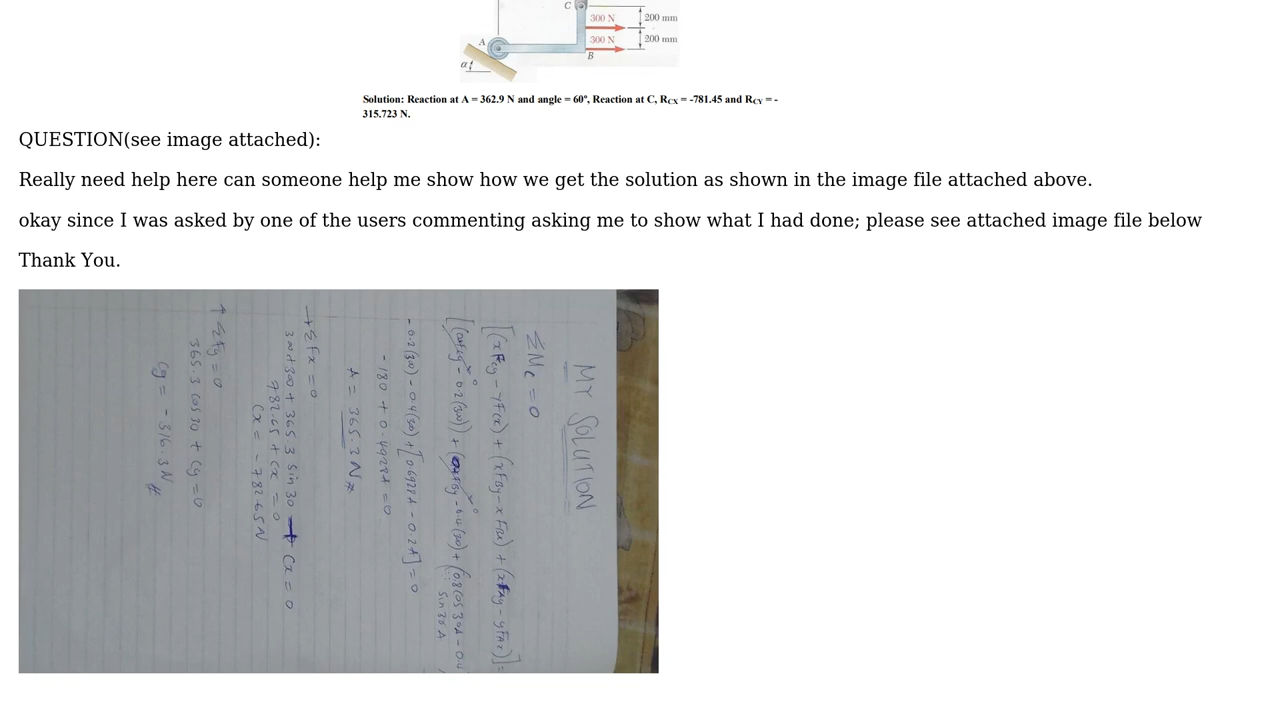 C
300 N
200 mm
300 N
200 mm
A
B
α
Solution: Reaction at A = 362.9 N and angle = 60°, Reaction at C, RCX = -781.45 and RCY = -
315.723 N.
QUESTION(see image attached):
Really need help here can someone help me show how we get the solution as shown in the image file attached above.
okay since I was asked by one of the users commenting asking me to show what I had done; please see attached image file below
Thank You.
MY SOLUTION
ΣMc = 0
- 0.2(300) - 0.4(300) + [0.6928A - 0.2A] = 0
- 180 + 0.4928A = 0
A = 365.3 N
→ΣFx = 0
300+300 + 365.3 sin 30 + Cx = 0
782.65 + Cx = 0
Cx = - 782.65N
↑ΣFy = 0
365.3 cos30 + Cy = 0
Cy = - 316.3N